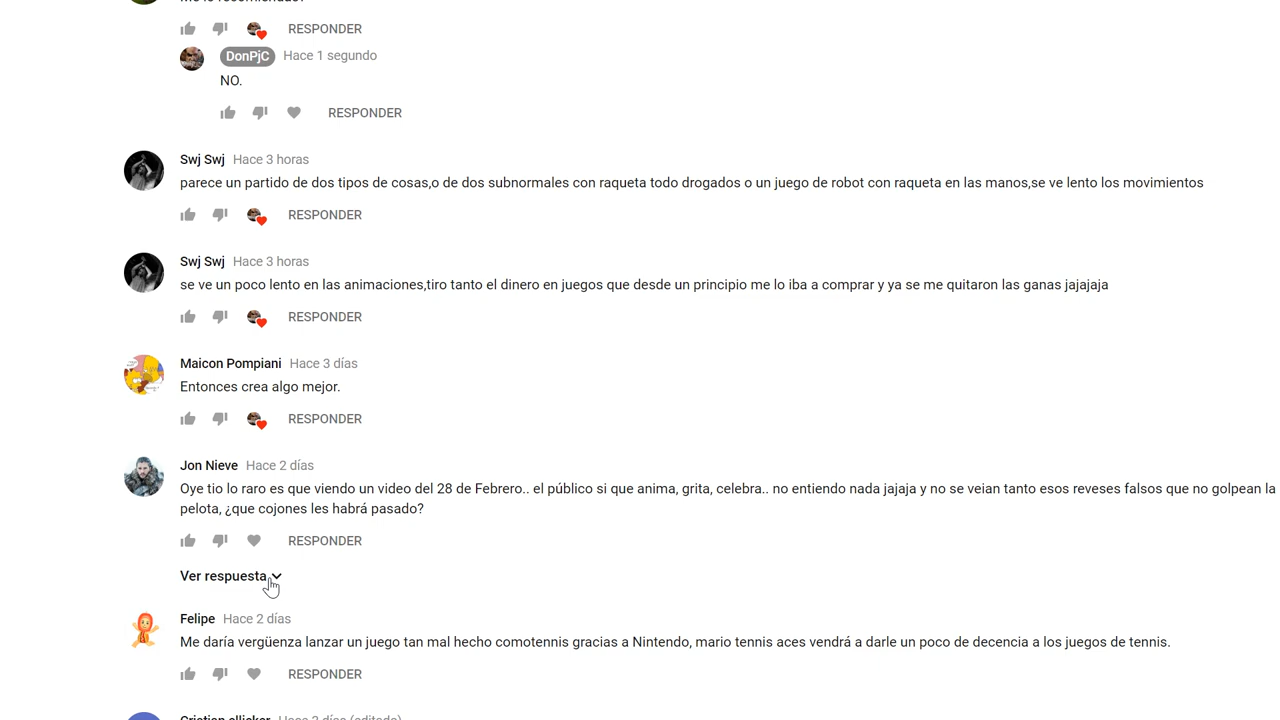 RESPONDER
DonPjC Hace 1 segundo
NO.
RESPONDER
Swj Swj Hace 3 horas
parece un partido de dos tipos de cosas,o de dos subnormales con raqueta todo drogados o un juego de robot con raqueta en las manos,se ve lento los movimientos
RESPONDER
Swj Swj Hace 3 horas
se ve un poco lento en las animaciones,tiro tanto el dinero en juegos que desde un principio me lo iba a comprar y ya se me quitaron las ganas jajajaja
RESPONDER
Maicon Pompiani Hace 3 días
Entonces crea algo mejor.
RESPONDER
Jon Nieve Hace 2 días
Oye tio lo raro es que viendo un video del 28 de Febrero.. el público si que anima, grita, celebra.. no entiendo nada jajaja y no se veian tanto esos reveses falsos que no golpean la
pelota, ¿que cojones les habrá pasado?
RESPONDER
Ver respuesta
Felipe Hace 2 días
Me daría vergüenza lanzar un juego tan mal hecho comotennis gracias a Nintendo, mario tennis aces vendrá a darle un poco de decencia a los juegos de tennis.
RESPONDER